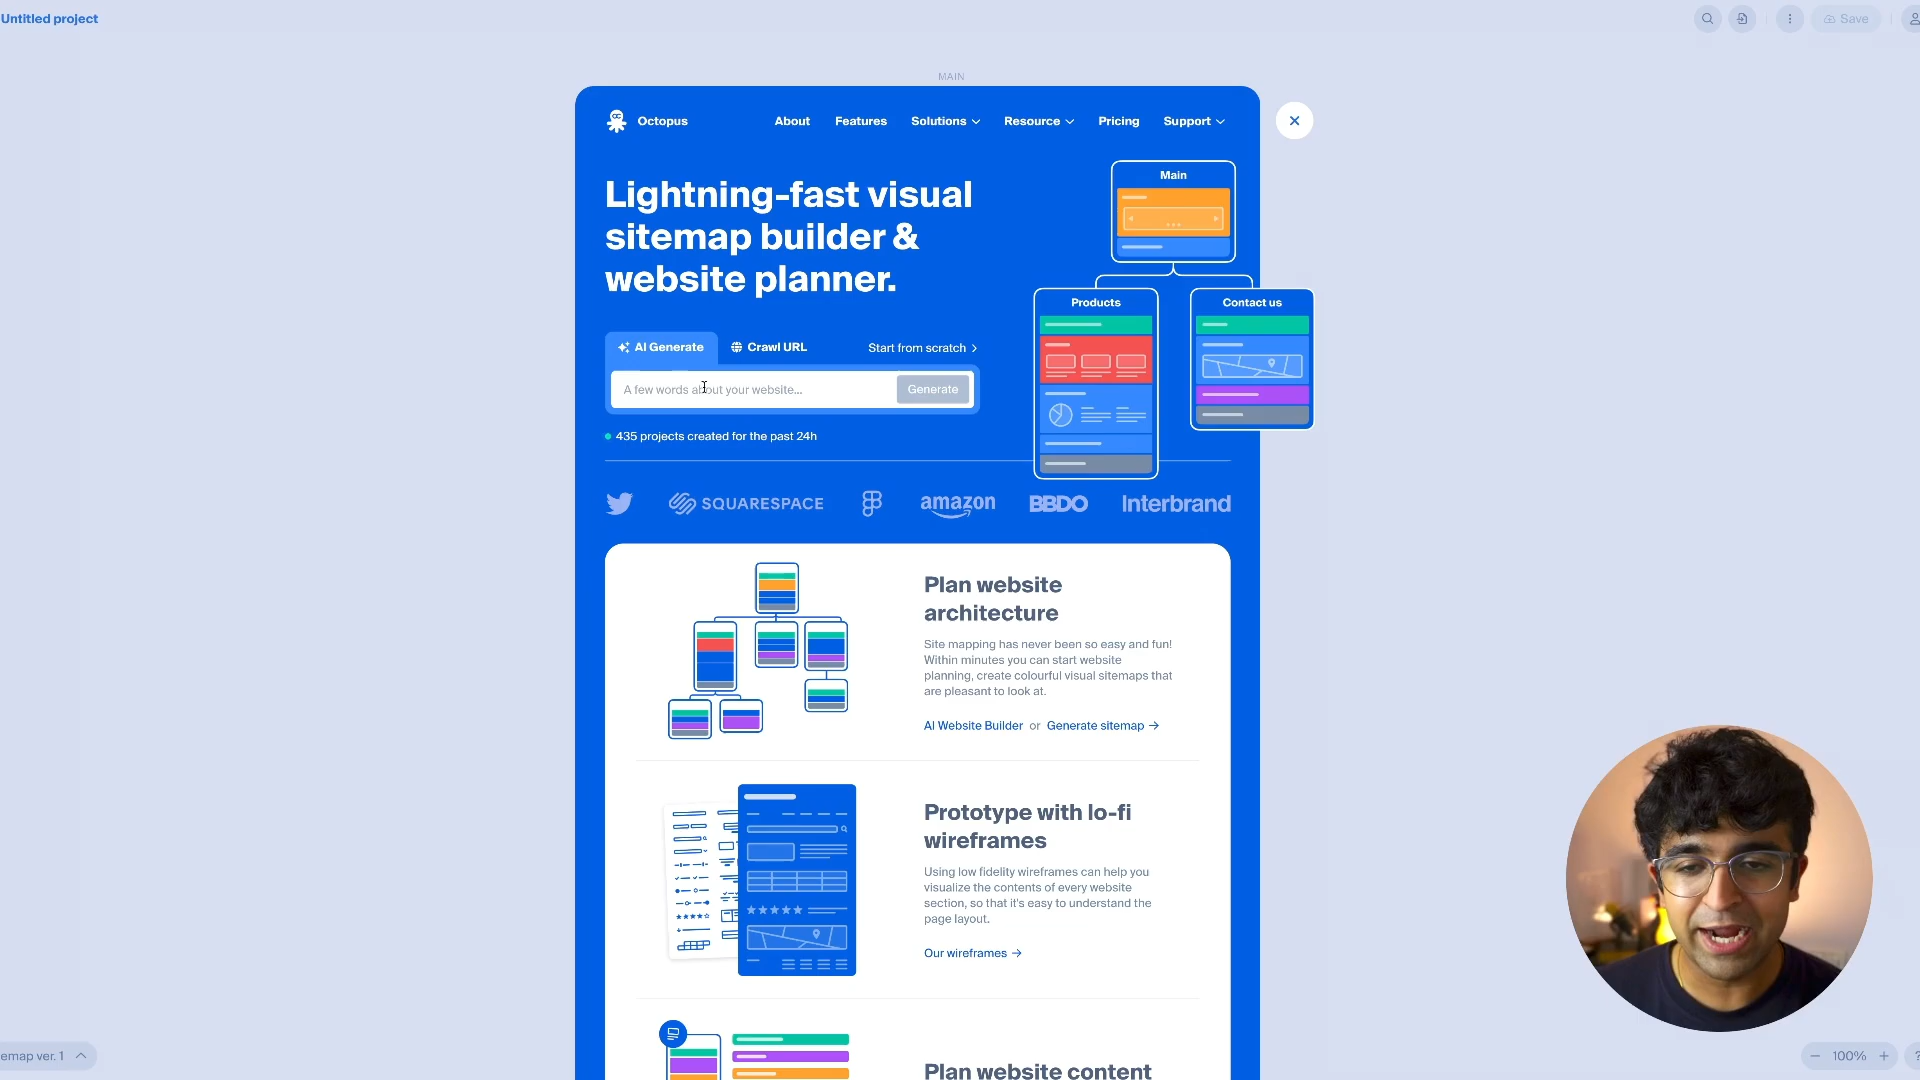 Untitled project
Save
MAIN
Octopus
About
Features
Solutions
Resource
Pricing
Support
Lightning-fast visual
sitemap builder &
website planner.
Main
Products
Contact us
AI Generate
Crawl URL
Start from scratch
A few words about your website...
Generate
435 projects created for the past 24h
SQUARESPACE
amazon
BBDO
Interbrand
Plan website
architecture
Site mapping has never been so easy and fun!
Within minutes you can start website
planning, create colourful visual sitemaps that
are pleasant to look at.
AI Website Builder or Generate sitemap
Prototype with lo-fi
wireframes
Using low fidelity wireframes can help you
visualize the contents of every website
section, so that it's easy to understand the
page layout.
Our wireframes
Plan website content
emap ver. 1
100%
?